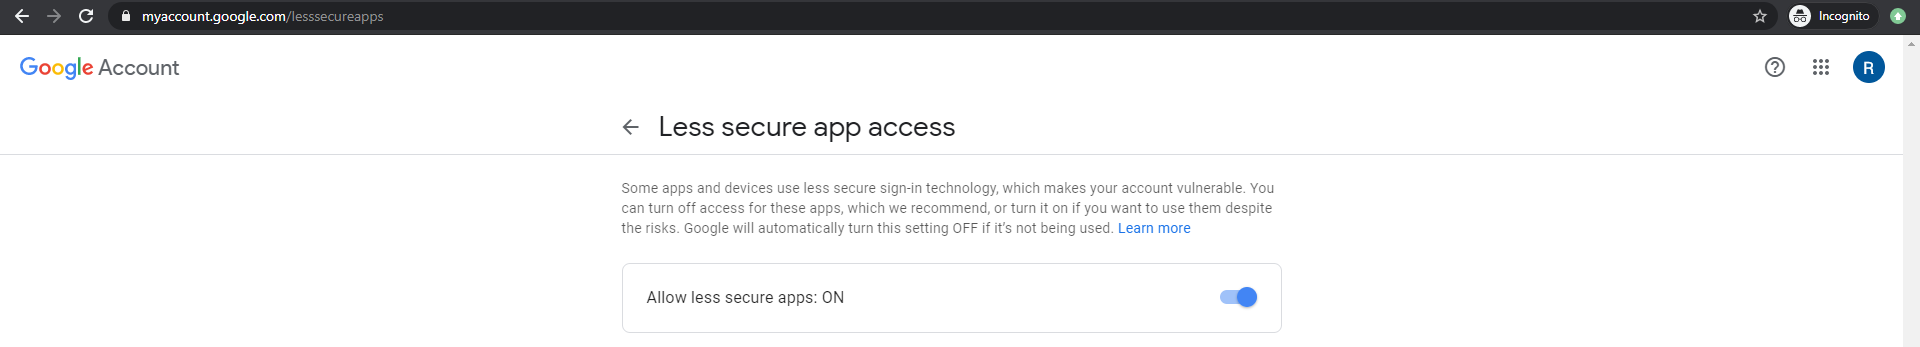 myaccount.google.com/lesssecureapps
Incognito
Google Account
R
Less secure app access
Some apps and devices use less secure sign-in technology, which makes your account vulnerable. You
can turn off access for these apps, which we recommend, or turn it on if you want to use them despite
the risks. Google will automatically turn this setting OFF if it's not being used. Learn more
Allow less secure apps: ON